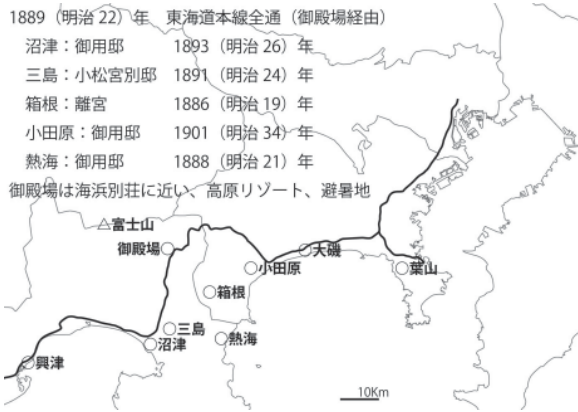 1889（明治 22）年　東海道本線全通（御殿場経由）
沼津：御用邸　1893（明治 26）年
三島：小松宮別邸　1891（明治 24）年
箱根：離宮　1886（明治 19）年
小田原：御用邸　1901（明治 34）年
熱海：御用邸　1888（明治 21）年
御殿場は海浜別荘に近い、高原リゾート、避暑地
△富士山
御殿場
大磯
小田原
葉山
箱根
三島
沼津
熱海
興津
10Km